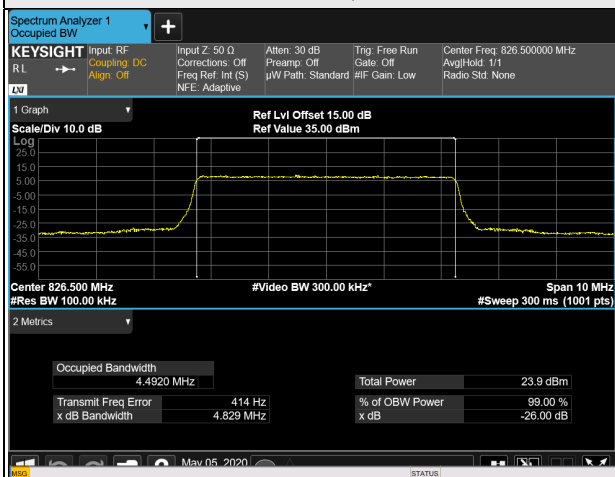 Spectrum Analyzer 1
Occupied BW
+
KEYSIGHT Input: RF Input Z: 50 Ω Atten: 30 dB Trig: Free Run Center Freq: 826.500000 MHz
R L Coupling: DC Corrections: Off Preamp: Off Gate: Off Avg|Hold: 1/1
Align: Off Freq Ref: Int (S) µW Path: Standard #IF Gain: Low Radio Std: None
LXI NFE: Adaptive
1 Graph
Ref Lvl Offset 15.00 dB
Scale/Div 10.0 dB Ref Value 35.00 dBm
Log
25.0
15.0
5.00
-5.00
-15.0
-25.0
-35.0
-45.0
-55.0
Center 826.500 MHz #Video BW 300.00 kHz* Span 10 MHz
#Res BW 100.00 kHz #Sweep 300 ms (1001 pts)
2 Metrics
Occupied Bandwidth
4.4920 MHz Total Power 23.9 dBm
Transmit Freq Error 414 Hz % of OBW Power 99.00 %
x dB Bandwidth 4.829 MHz x dB -26.00 dB
May 05, 2020
MSG STATUS